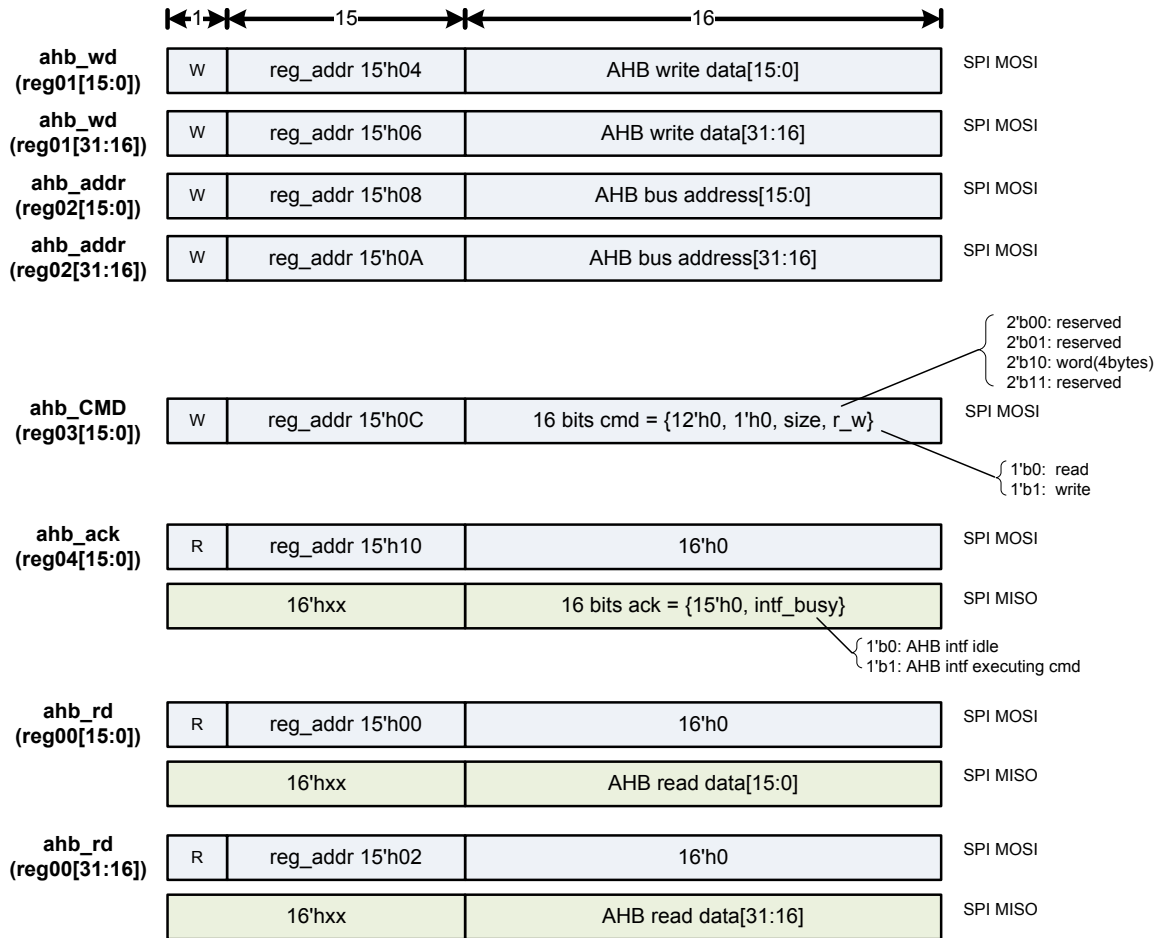 1 15 16
ahb_wd
(reg01[15:0])
W reg_addr 15'h04 AHB write data[15:0] SPI MOSI
ahb_wd
(reg01[31:16])
W reg_addr 15'h06 AHB write data[31:16] SPI MOSI
ahb_addr
(reg02[15:0])
W reg_addr 15'h08 AHB bus address[15:0] SPI MOSI
ahb_addr
(reg02[31:16])
W reg_addr 15'h0A AHB bus address[31:16] SPI MOSI
2'b00: reserved
2'b01: reserved
2'b10: word(4bytes)
2'b11: reserved
ahb_CMD
(reg03[15:0])
W reg_addr 15'h0C 16 bits cmd = {12'h0, 1'h0, size, r_w} SPI MOSI
1'b0: read
1'b1: write
ahb_ack
(reg04[15:0])
R reg_addr 15'h10 16'h0 SPI MOSI
16'hxx 16 bits ack = {15'h0, intf_busy} SPI MISO
1'b0: AHB intf idle
1'b1: AHB intf executing cmd
ahb_rd
(reg00[15:0])
R reg_addr 15'h00 16'h0 SPI MOSI
16'hxx AHB read data[15:0] SPI MISO
ahb_rd
(reg00[31:16])
R reg_addr 15'h02 16'h0 SPI MOSI
16'hxx AHB read data[31:16] SPI MISO